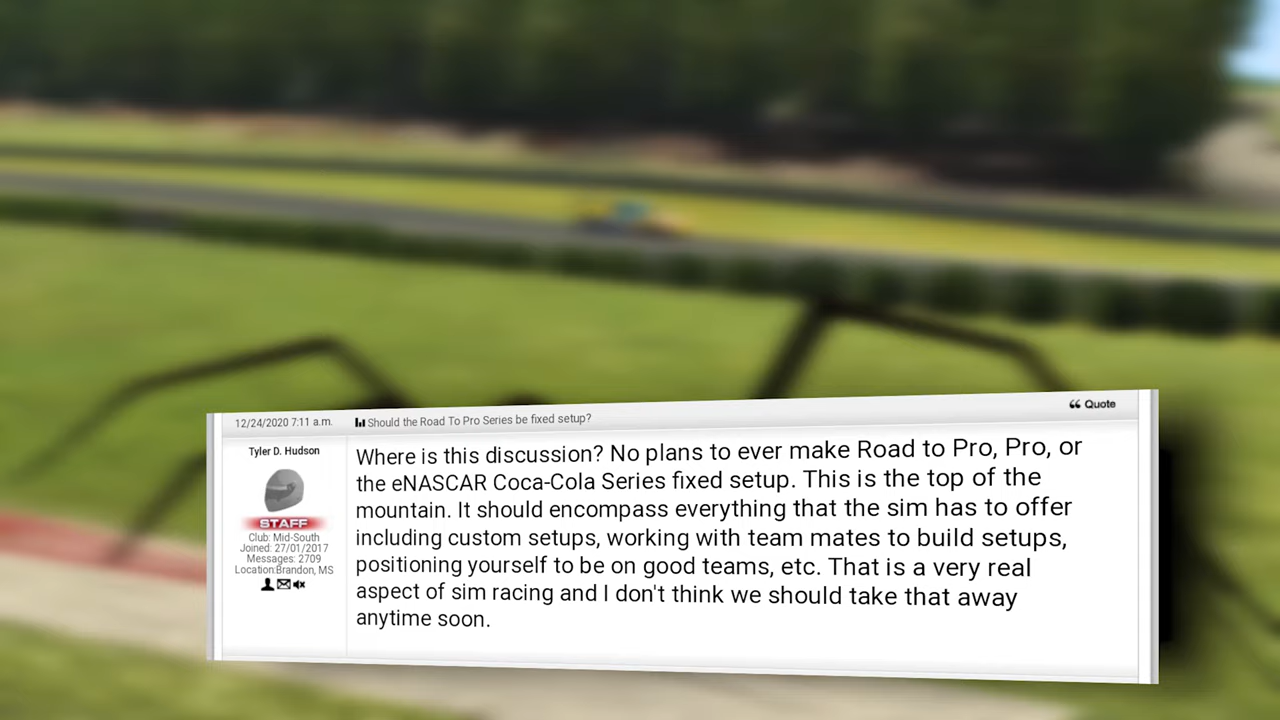 12/24/2020 7:11 a.m. Should the Road To Pro Series be fixed setup? “ Quote
Tyler D. Hudson
STAFF
Club: Mid-South
Joined: 27/01/2017
Messages: 2709
Location:Brandon, MS
Where is this discussion? No plans to ever make Road to Pro, Pro, or
the eNASCAR Coca-Cola Series fixed setup. This is the top of the
mountain. It should encompass everything that the sim has to offer
including custom setups, working with team mates to build setups,
positioning yourself to be on good teams, etc. That is a very real
aspect of sim racing and I don't think we should take that away
anytime soon.